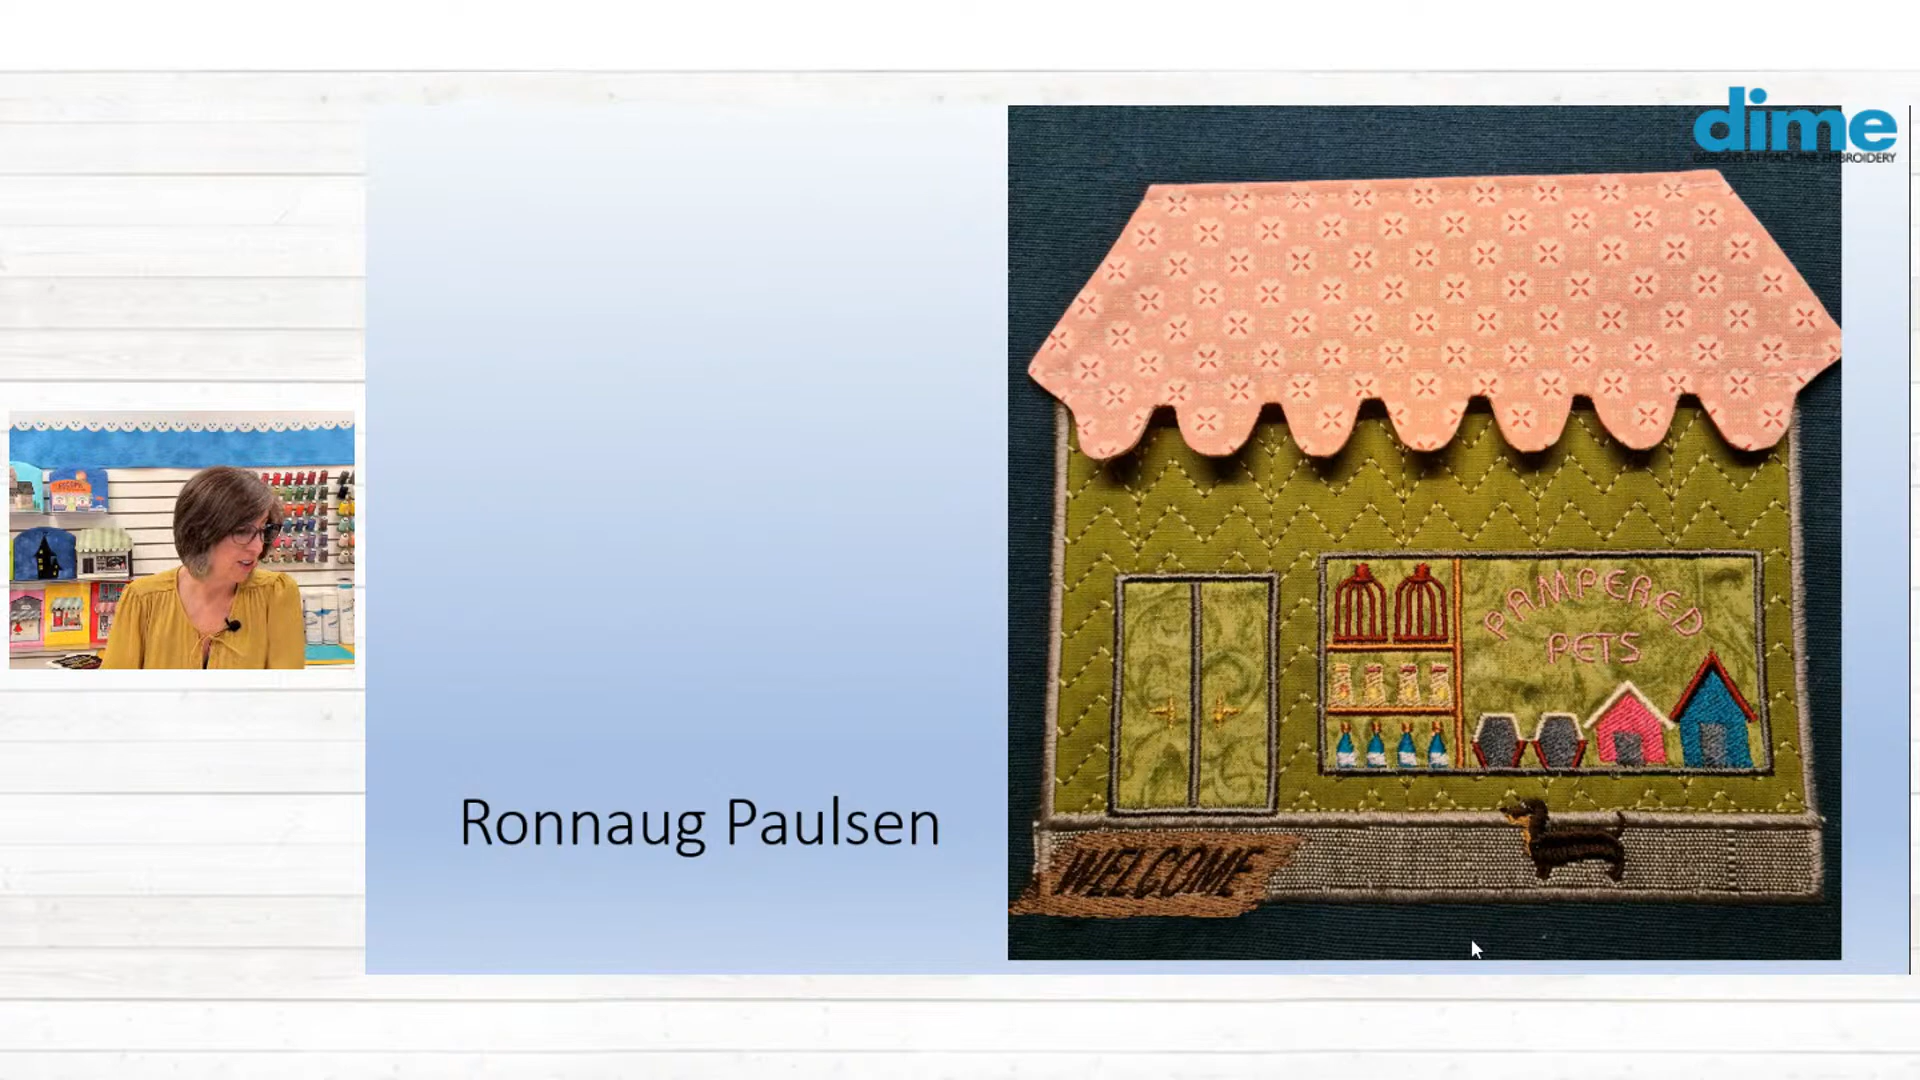 dime
DESIGNS IN MACHINE EMBROIDERY
PAMPERED
PETS
Ronnaug Paulsen
WELCOME